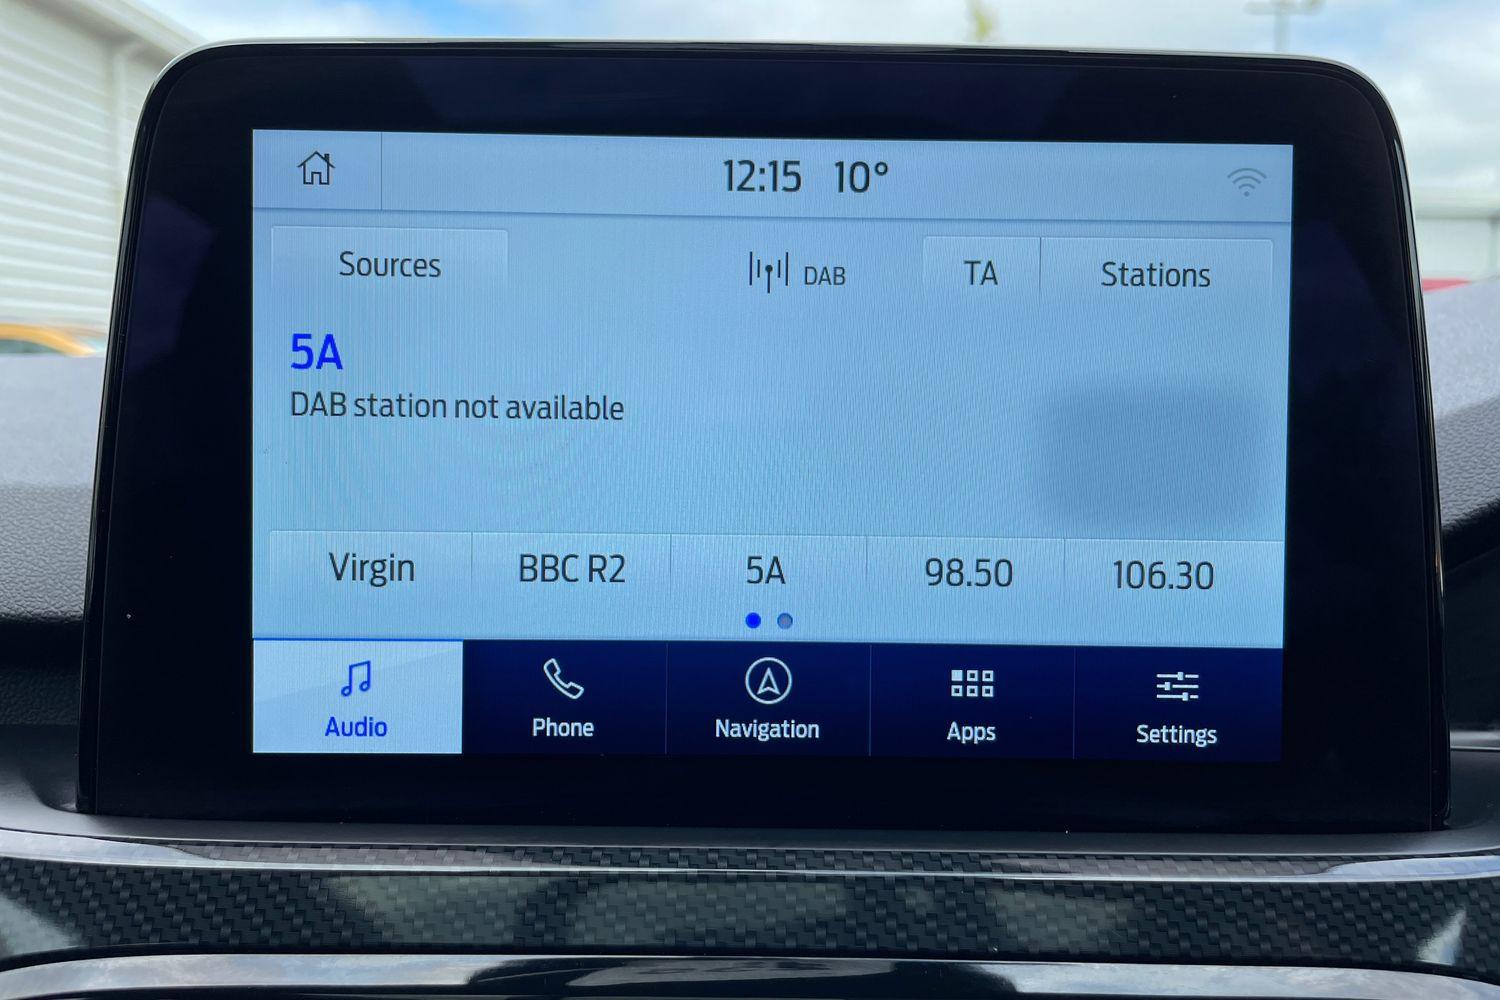 12:15 10°
Sources DAB TA Stations
5A
DAB station not available
Virgin BBC R2 5A 98.50 106.30
Audio Phone Navigation Apps Settings